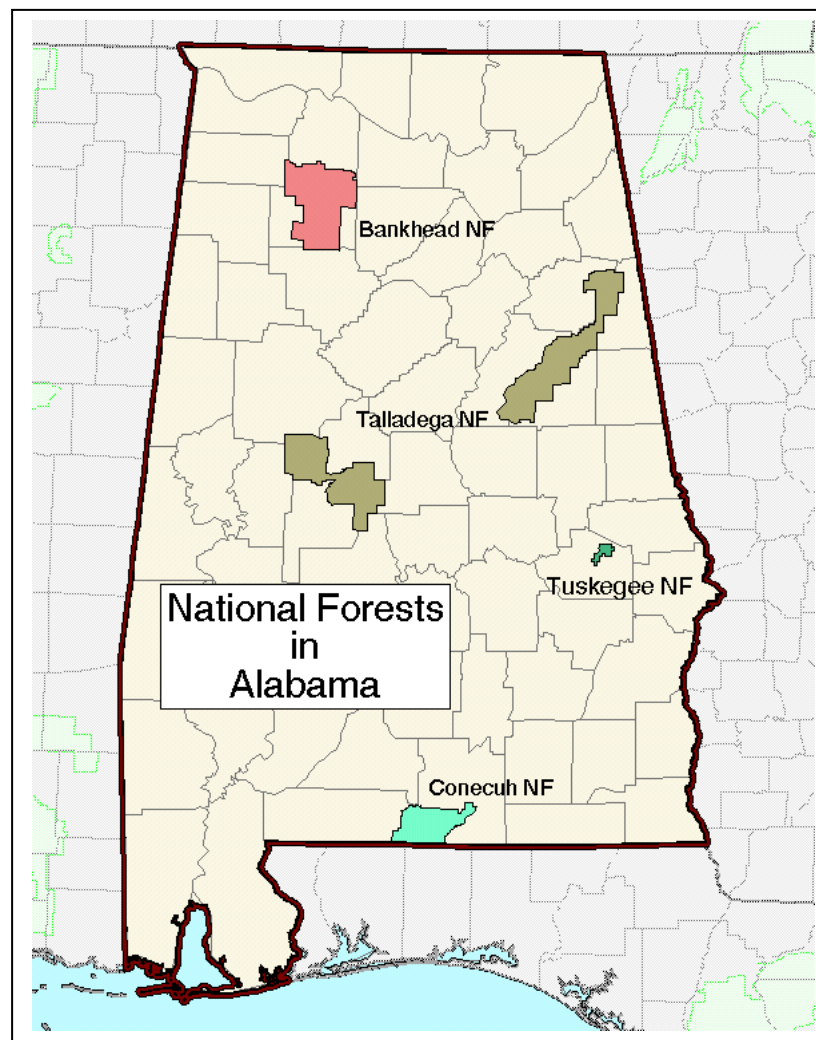 Bankhead NF
Talladega NF
Tuskegee NF
National Forests
in
Alabama
Conecuh NF